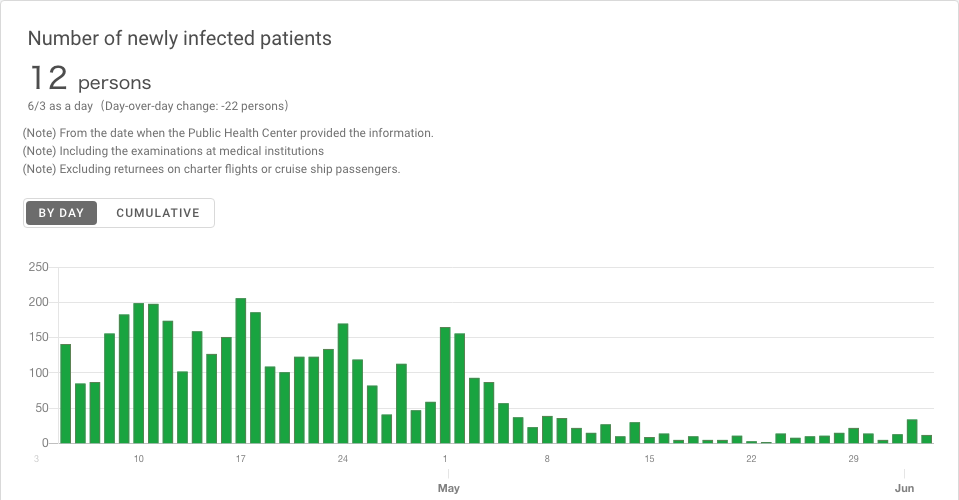 Number of newly infected patients
12 persons
6/3 as a day (Day-over-day change: -22 persons)
(Note) From the date when the Public Health Center provided the information.
(Note) Including the examinations at medical institutions
(Note) Excluding returnees on charter flights or cruise ship passengers.
BY DAY CUMULATIVE
250
200
150
100
50
0
3 10 17 24 1 8 15 22 29
May Jun